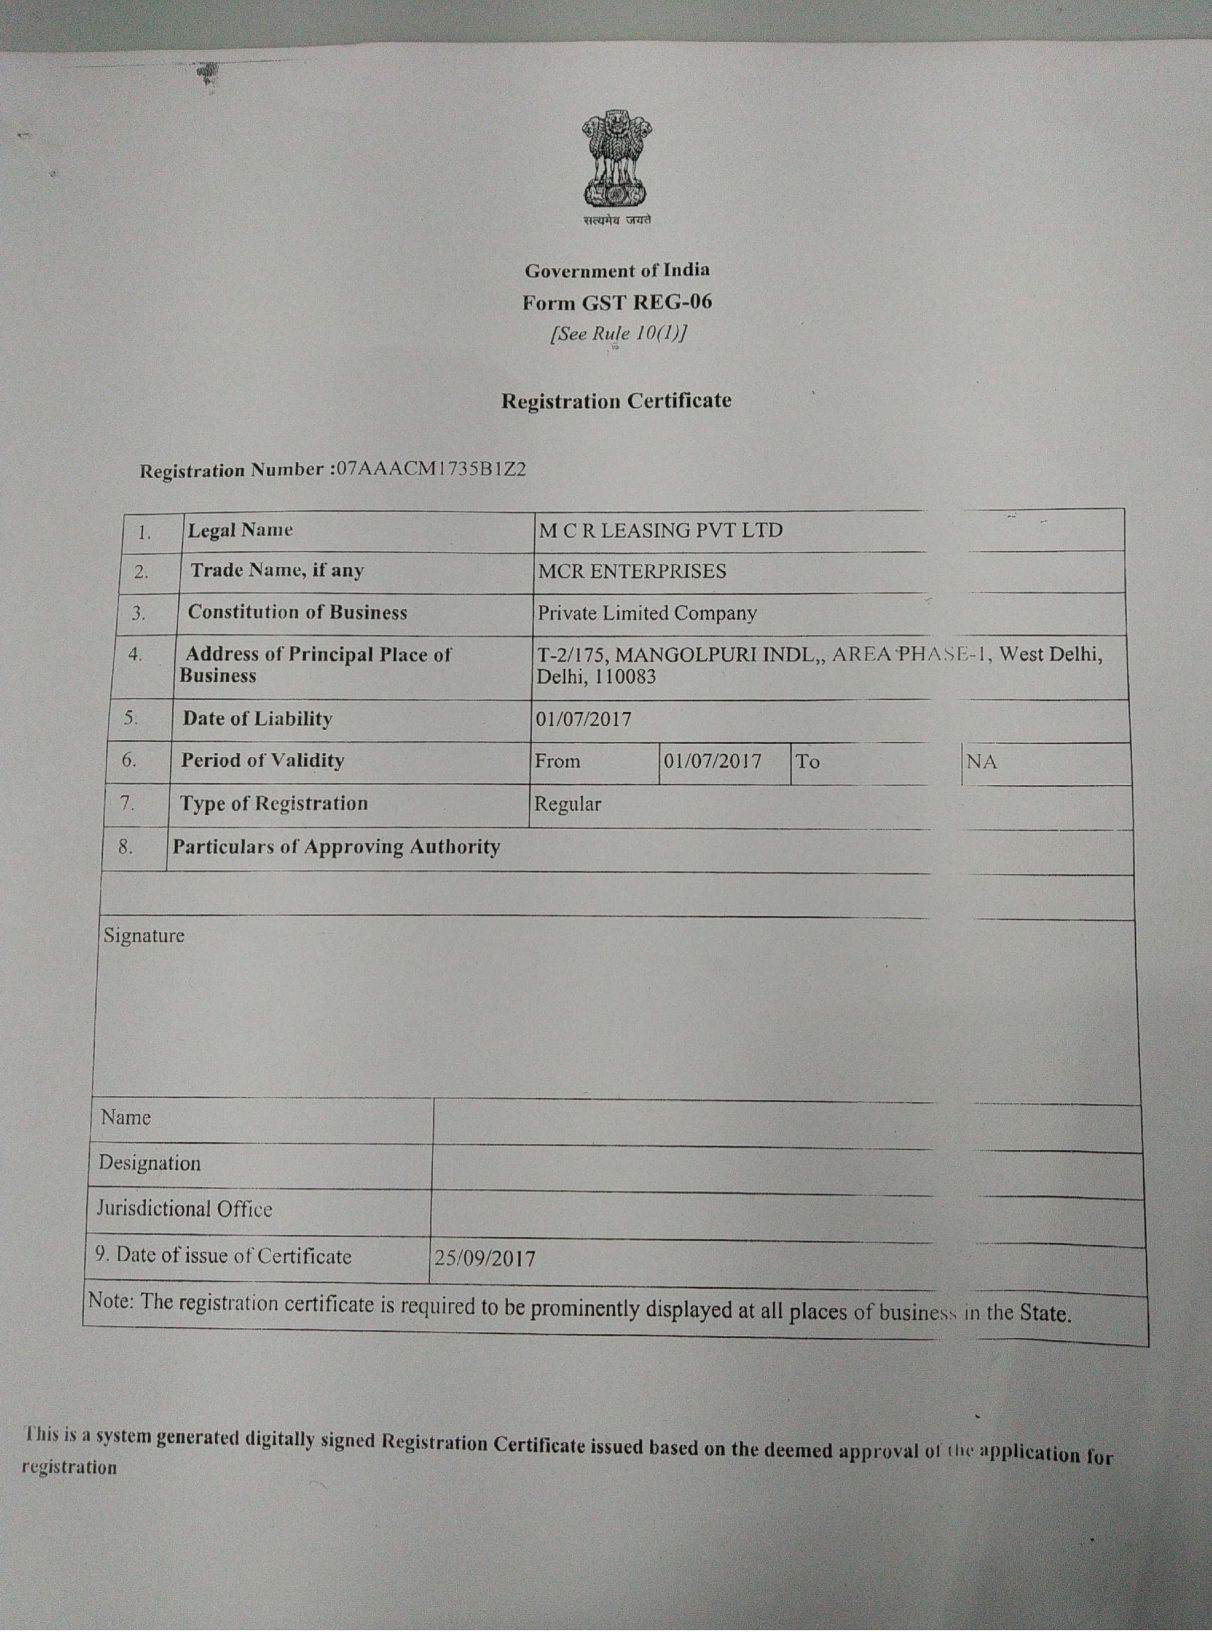 सत्यमेव जयते
Government of India
Form GST REG-06
[See Rule 10(1)]
Registration Certificate
Registration Number :07AAACM1735B1Z2
1. Legal Name M C R LEASING PVT LTD
2. Trade Name, if any MCR ENTERPRISES
3. Constitution of Business Private Limited Company
4. Address of Principal Place of Business T-2/175, MANGOLPURI INDL,, AREA PHASE-1, West Delhi,
Delhi, 110083
5. Date of Liability 01/07/2017
6. Period of Validity From 01/07/2017 To NA
7. Type of Registration Regular
8. Particulars of Approving Authority
Signature
Name
Designation
Jurisdictional Office
9. Date of issue of Certificate 25/09/2017
Note: The registration certificate is required to be prominently displayed at all places of business in the State.
This is a system generated digitally signed Registration Certificate issued based on the deemed approval of the application for
registration